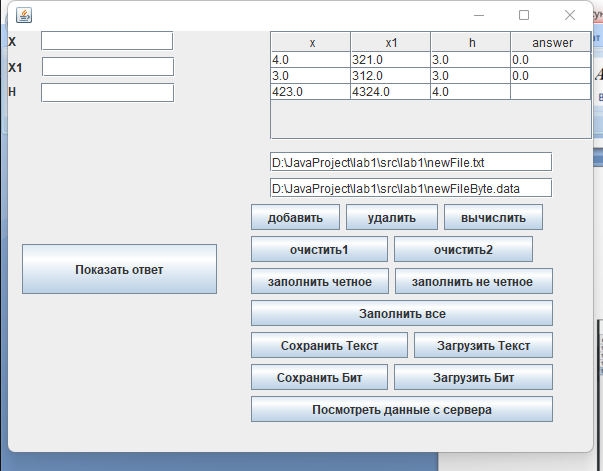 X
X1
H
x x1 h answer
4.0 321.0 3.0 0.0
3.0 312.0 3.0 0.0
423.0 4324.0 4.0
D:\JavaProject\lab1\src\lab1\newFile.txt
D:\JavaProject\lab1\src\lab1\newFileByte.data
добавить удалить вычислить
очистить1 очистить2
Показать ответ
заполнить четное заполнить не четное
Заполнить все
Сохранить Текст Загрузить Текст
Сохранить Бит Загрузить Бит
Посмотреть данные с сервера